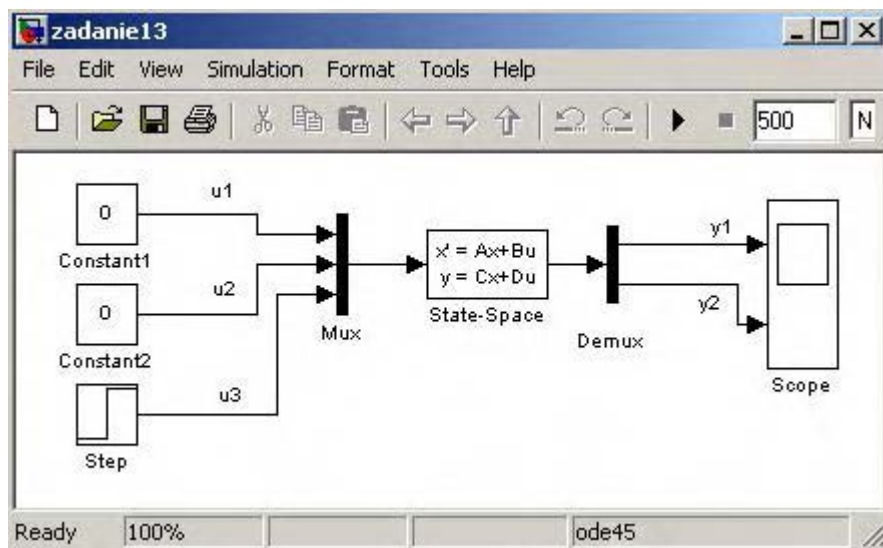 zadanie13
File Edit View Simulation Format Tools Help
500 N
0
Constant1
u1
0
Constant2
u2
Step
u3
Mux
x' = Ax+Bu
y = Cx+Du
State-Space
Demux
y1
y2
Scope
Ready 100% ode45